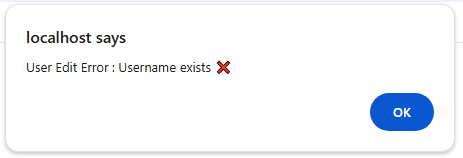 localhost says
User Edit Error : Username exists ❌
OK